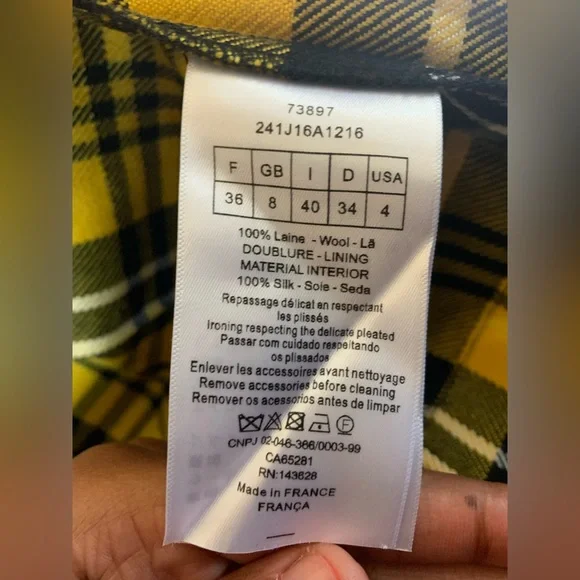 73897
241J16A1216
F GB I D USA
36 8 40 34 4
100% Laine - Wool - Lã
DOUBLURE - LINING
MATERIAL INTERIOR
100% Silk - Soie - Seda
Repassage délicat en respectant
les plissés
Ironing respecting the delicate pleated
Passar com cuidado respeitando
os plissados
Enlever les accessoires avant nettoyage
Remove accessories before cleaning
Remover os acessorios antes de limpar
F
CNPJ 02-046-366/0003-99
CA65281
RN:143628
Made in FRANCE
FRANÇA